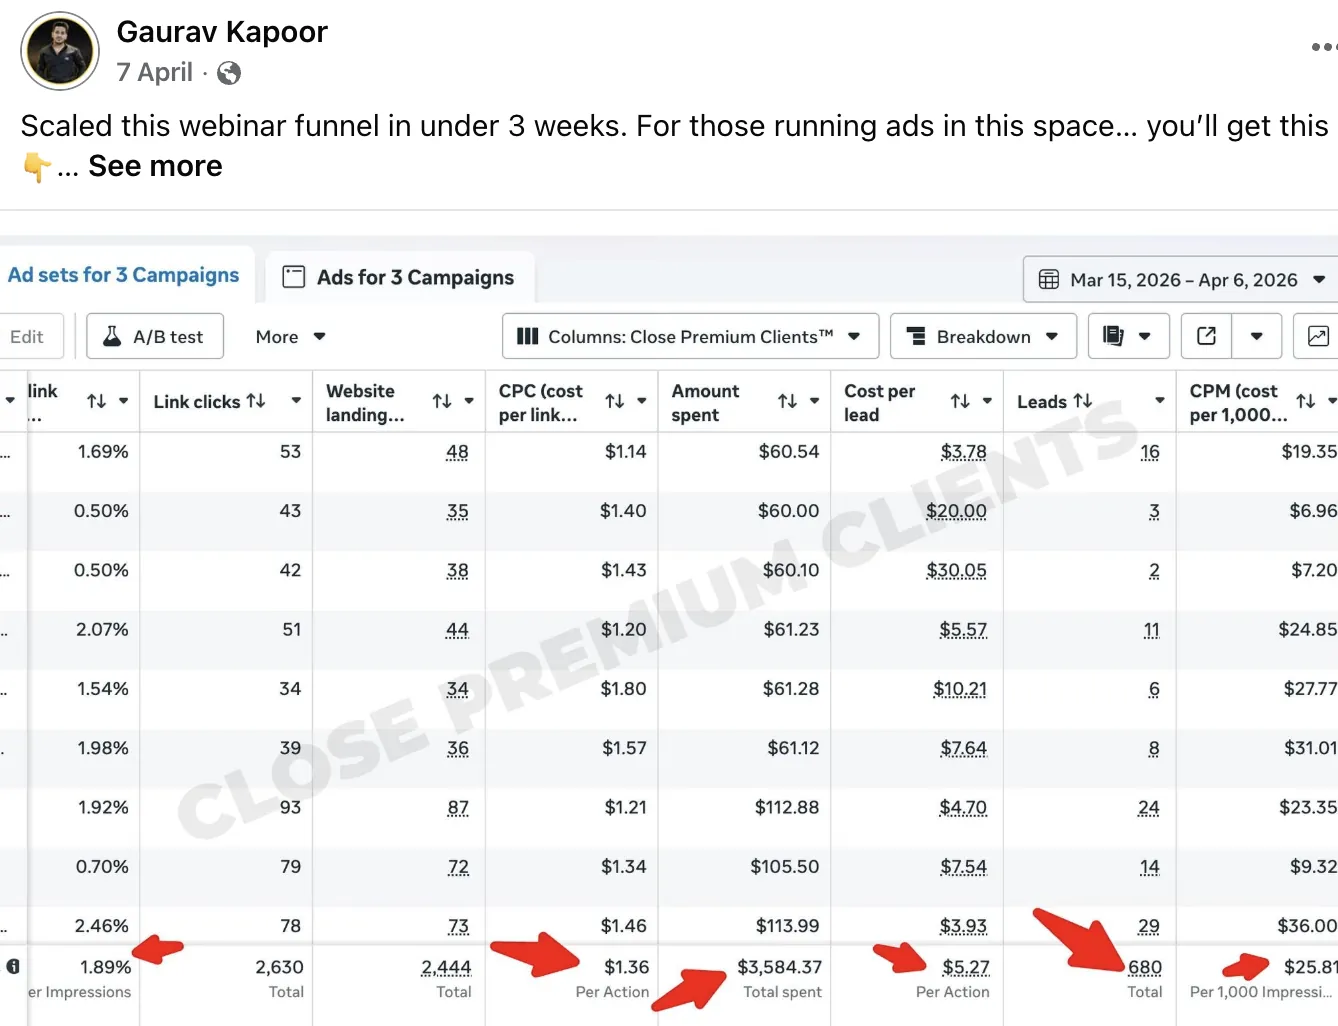 Gaurav Kapoor
7 April ·
Scaled this webinar funnel in under 3 weeks. For those running ads in this space... you'll get this
👇... See more
Ad sets for 3 Campaigns
Ads for 3 Campaigns
Mar 15, 2026 – Apr 6, 2026
Edit
A/B test
More
Columns: Close Premium Clients™
Breakdown
link ...
Link clicks
Website landing...
CPC (cost per link...
Amount spent
Cost per lead
Leads
CPM (cost per 1,000...
... 1.69% 53 48 $1.14 $60.54 $3.78 16 $19.35
... 0.50% 43 35 $1.40 $60.00 $20.00 3 $6.96
... 0.50% 42 38 $1.43 $60.10 $30.05 2 $7.20
.. 2.07% 51 44 $1.20 $61.23 $5.57 11 $24.85
.. 1.54% 34 34 $1.80 $61.28 $10.21 6 $27.77
. 1.98% 39 36 $1.57 $61.12 $7.64 8 $31.01
1.92% 93 87 $1.21 $112.88 $4.70 24 $23.35
0.70% 79 72 $1.34 $105.50 $7.54 14 $9.32
.. 2.46% 78 73 $1.46 $113.99 $3.93 29 $36.00
1.89% 2,630 2,444 $1.36 $3,584.37 $5.27 680 $25.81
er Impressions Total Total Per Action Total spent Per Action Total Per 1,000 Impressi...
CLOSE PREMIUM CLIENTS